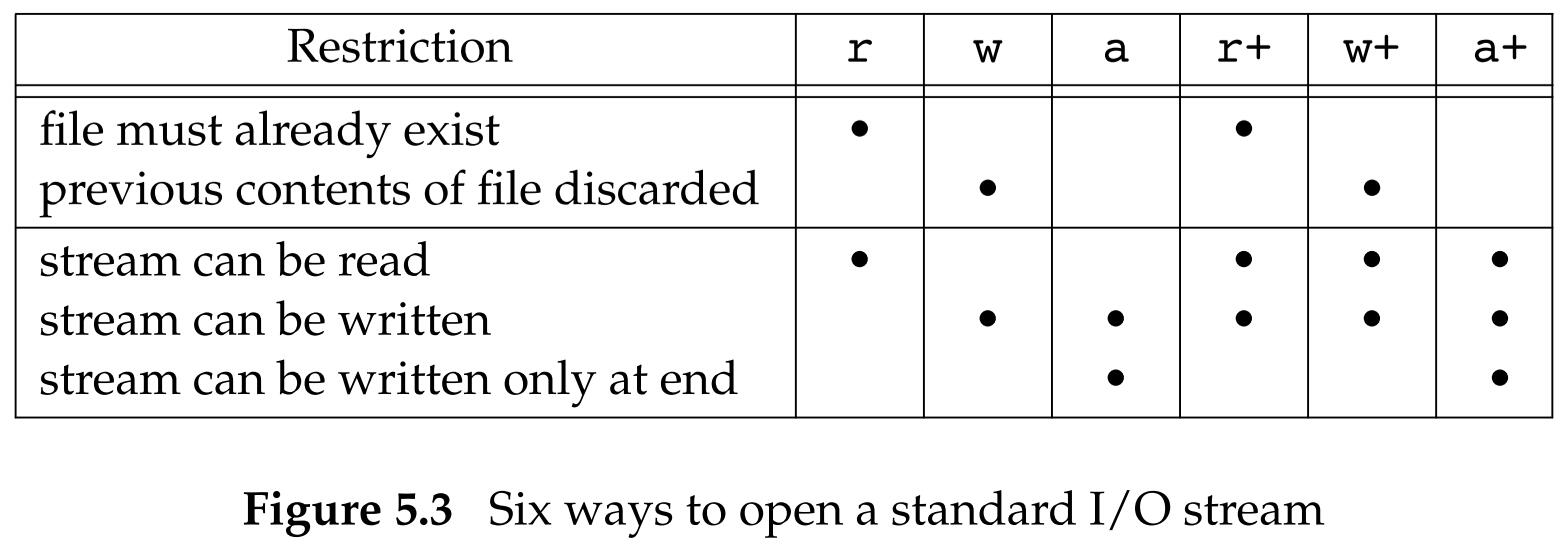 Restriction r w a r+ w+ a+
file must already exist • •
previous contents of file discarded • •
stream can be read • • • •
stream can be written • • • • •
stream can be written only at end • •
Figure 5.3 Six ways to open a standard I/O stream